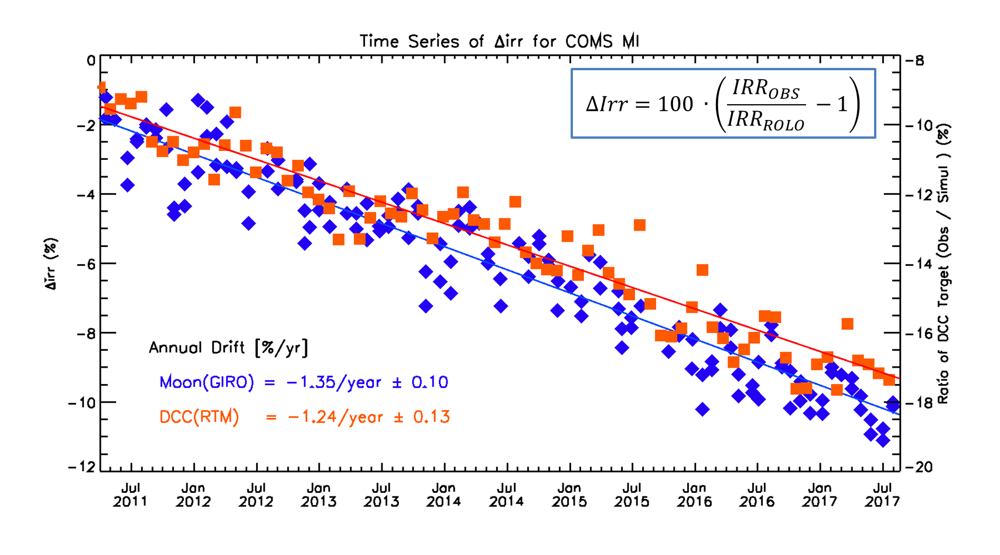 Time Series of Δirr for COMS MI
ΔIrr = 100 · (IRR_OBS / IRR_ROLO − 1)
Δirr (%)
0
−2
−4
−6
−8
−10
−12
Annual Drift [%/yr]
Moon(GIRO) = −1.35/year ± 0.10
DCC(RTM) = −1.24/year ± 0.13
−8
−10
−12
−14
−16
−18
−20
Ratio of DCC Target (Obs / Simul ) (%)
Jul Jan Jul Jan Jul Jan Jul Jan Jul Jan Jul Jan Jul
2011 2012 2012 2013 2013 2014 2014 2015 2015 2016 2016 2017 2017